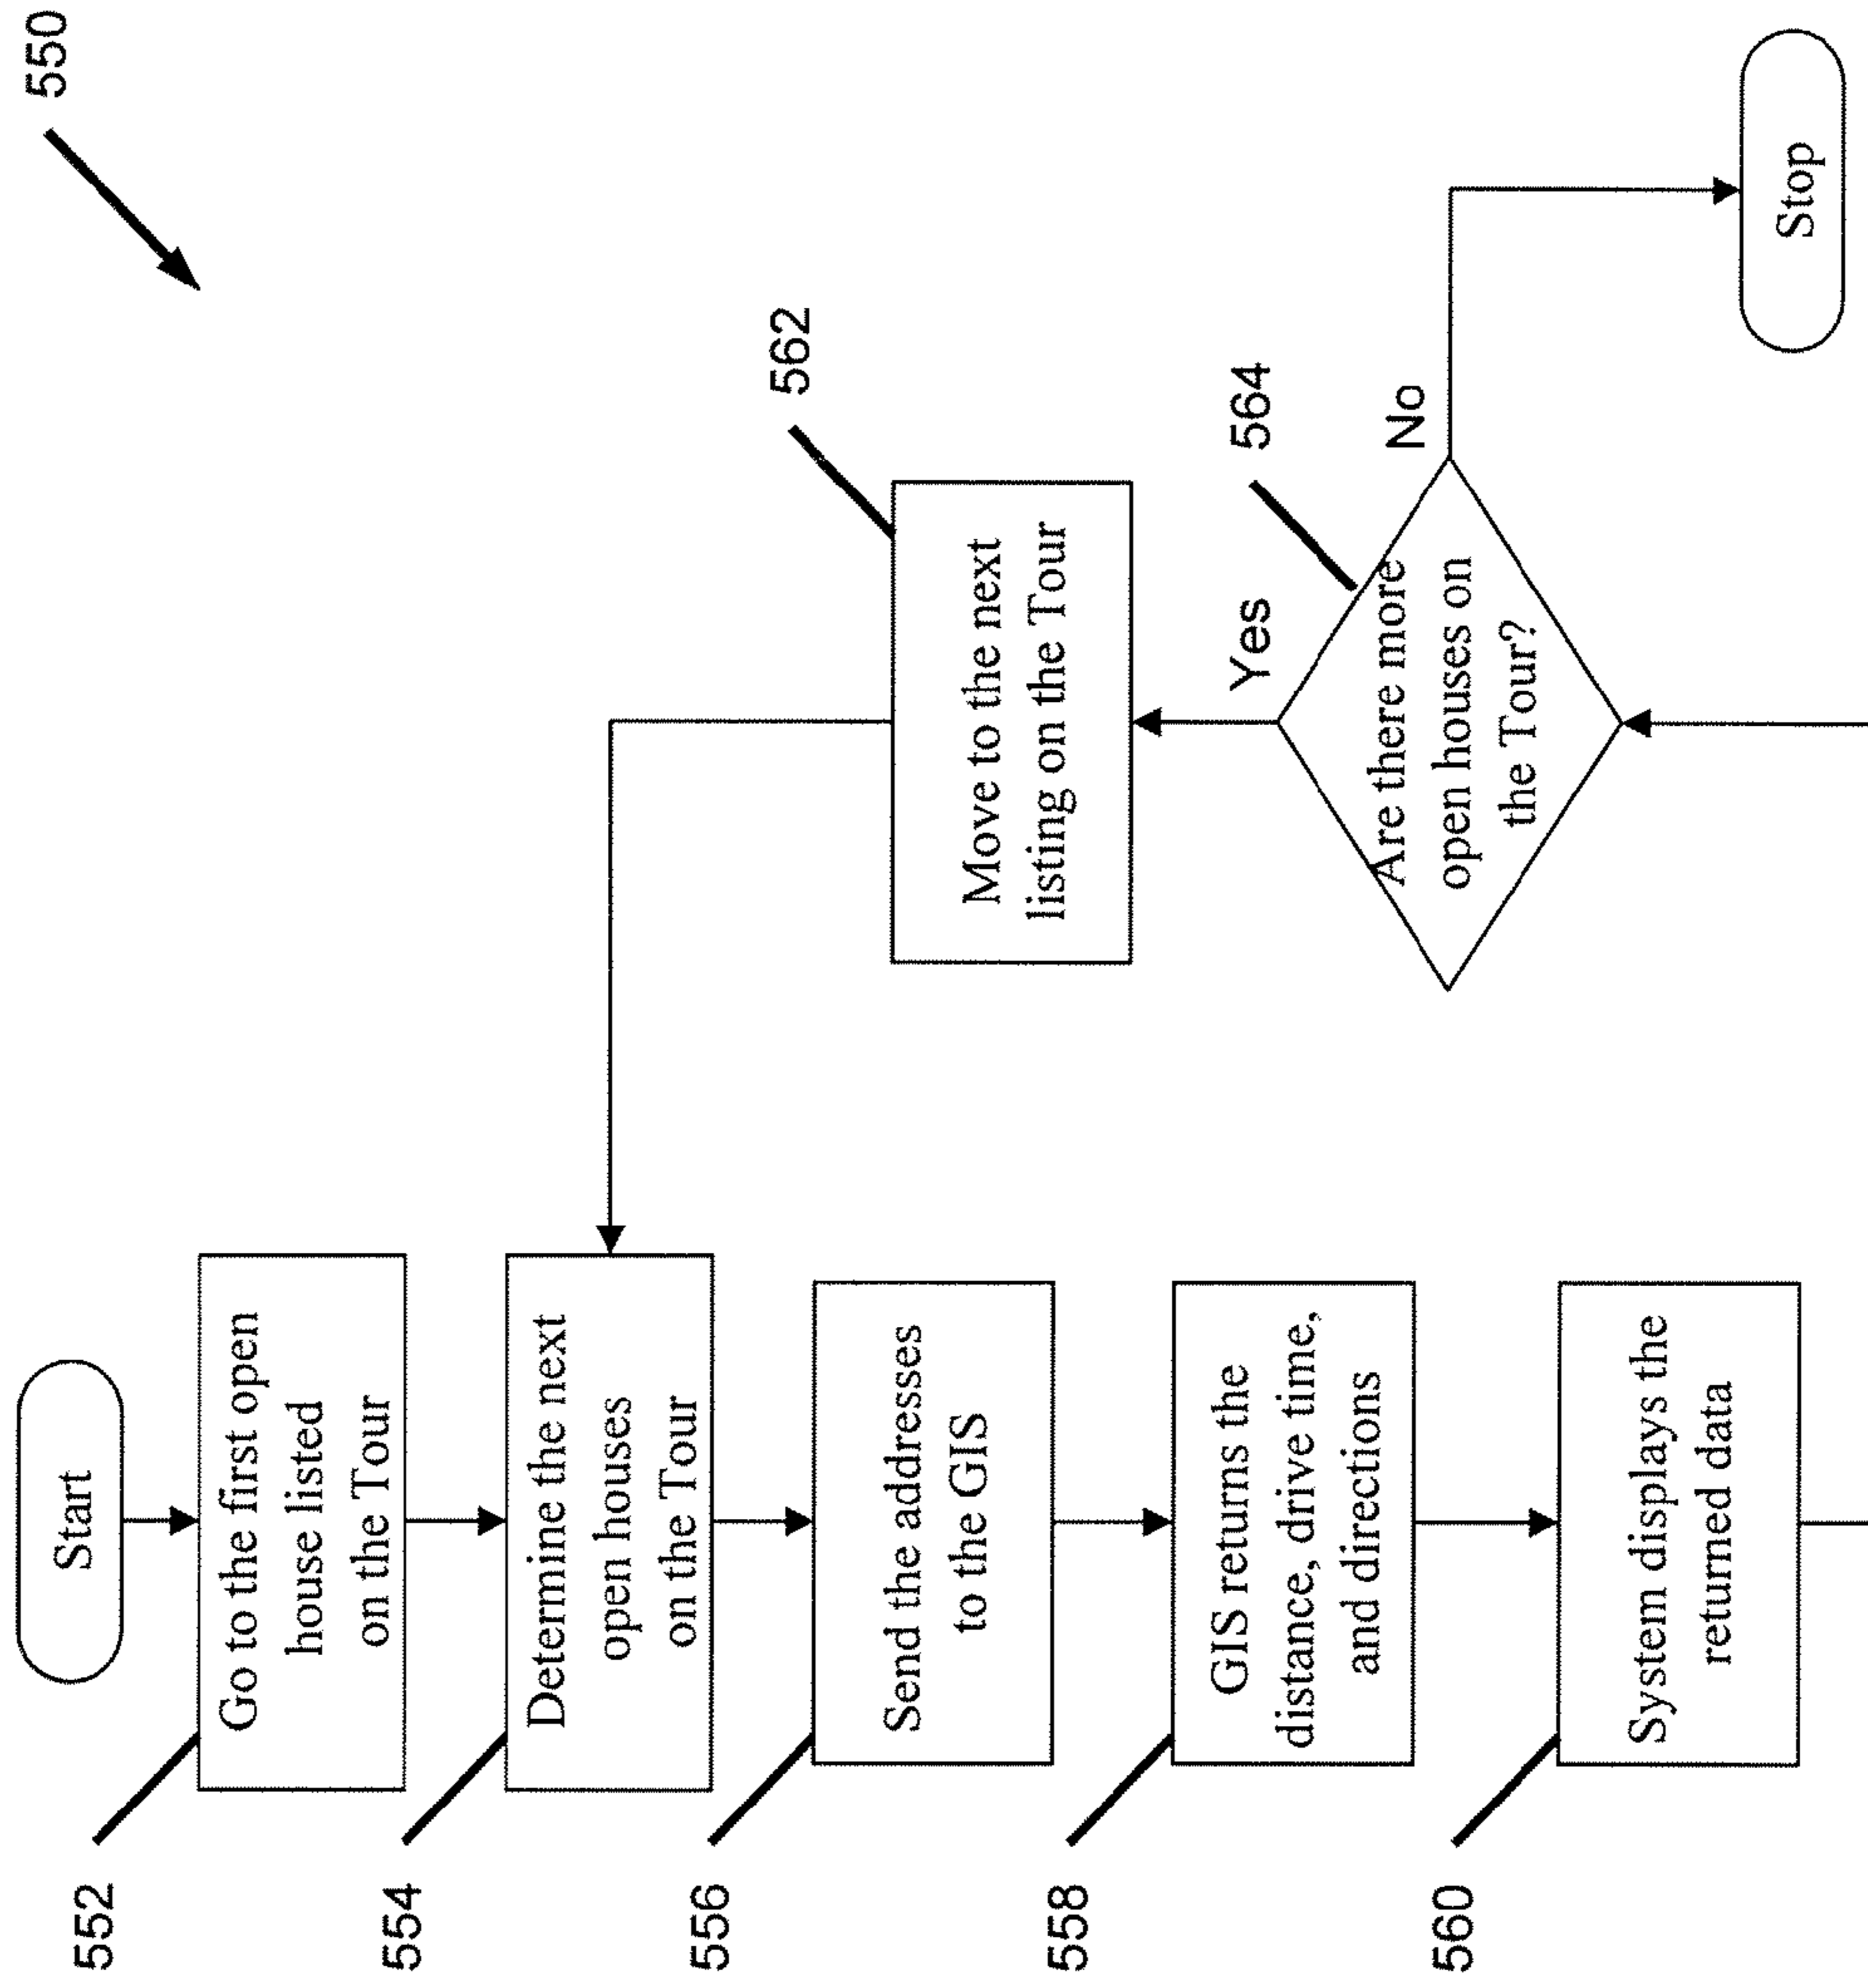 550
Start
552
Go to the first open
house listed
on the Tour
554
Determine the next
open houses
on the Tour
556
Send the addresses
to the GIS
558
GIS returns the
distance, drive time,
and directions
560
System displays the
returned data
562
Move to the next
listing on the Tour
Yes
564
Are there more
open houses on
the Tour?
No
Stop